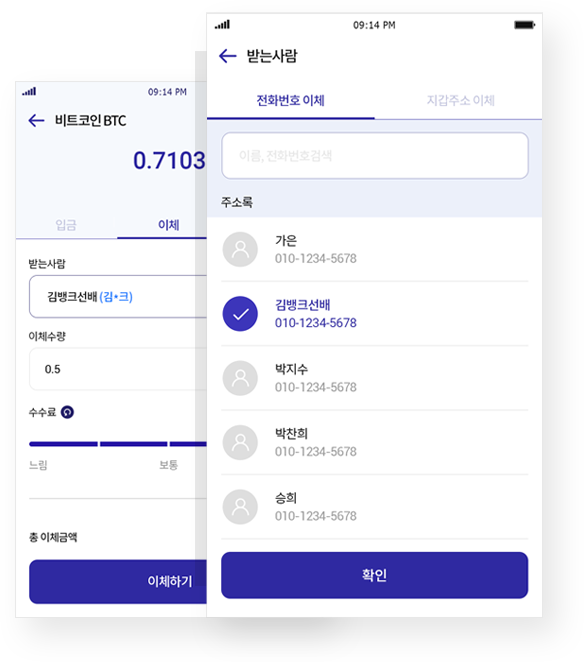 09:14 PM
비트코인 BTC
0.7103
입금
이체
받는사람
김뱅크선배 (김*크)
이체수량
0.5
수수료
느림
보통
총 이체금액
이체하기
09:14 PM
받는사람
전화번호 이체
지갑주소 이체
이름, 전화번호검색
주소록
가은
010-1234-5678
김뱅크선배
010-1234-5678
박지수
010-1234-5678
박찬희
010-1234-5678
승희
010-1234-5678
확인